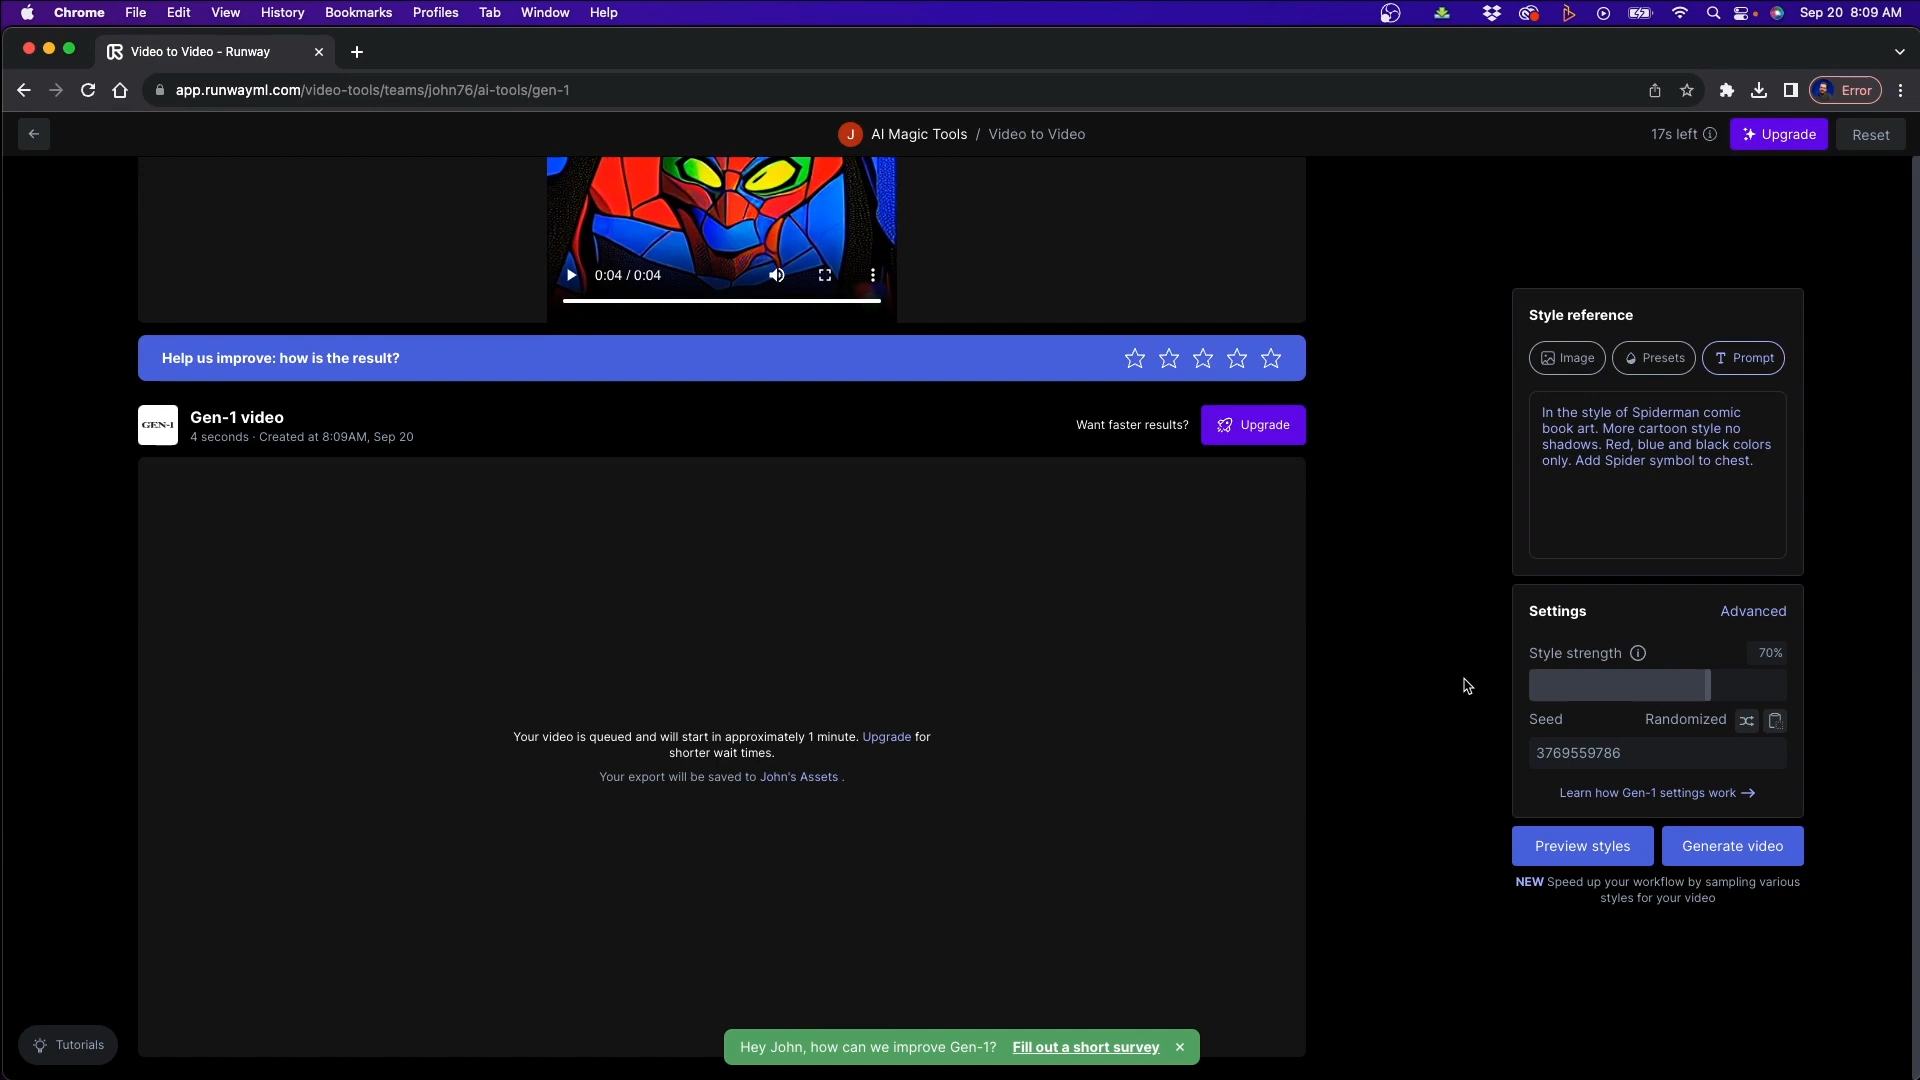 Chrome File Edit View History Bookmarks Profiles Tab Window Help Sep 20 8:09 AM
Video to Video - Runway
app.runwayml.com/video-tools/teams/john76/ai-tools/gen-1 Error
J AI Magic Tools / Video to Video 17s left Upgrade Reset
0:04 / 0:04
Help us improve: how is the result?
GEN-1
Gen-1 video
4 seconds · Created at 8:09AM, Sep 20
Want faster results? Upgrade
Your video is queued and will start in approximately 1 minute. Upgrade for
shorter wait times.
Your export will be saved to John's Assets .
Style reference
Image Presets T Prompt
In the style of Spiderman comic
book art. More cartoon style no
shadows. Red, blue and black colors
only. Add Spider symbol to chest.
Settings Advanced
Style strength 70%
Seed Randomized
3769559786
Learn how Gen-1 settings work →
Preview styles Generate video
NEW Speed up your workflow by sampling various
styles for your video
Tutorials
Hey John, how can we improve Gen-1? Fill out a short survey ×